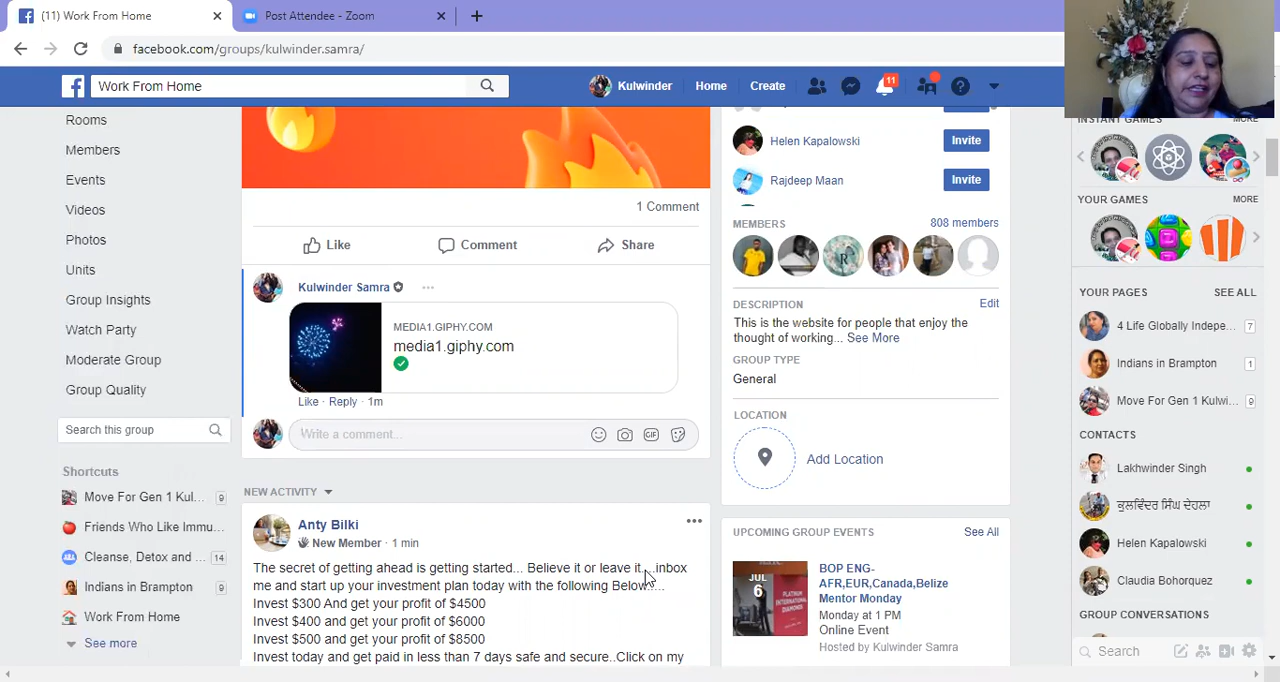 (11) Work From Home
Post Attendee - Zoom
facebook.com/groups/kulwinder.samra/
Work From Home
Kulwinder
Home
Create
11
Rooms
Members
Events
Videos
Photos
Units
Group Insights
Watch Party
Moderate Group
Group Quality
Search this group
Shortcuts
Move For Gen 1 Kul... 9
Friends Who Like Immu...
Cleanse, Detox and ... 14
Indians in Brampton 1
Work From Home
See more
1 Comment
Like
Comment
Share
Kulwinder Samra
MEDIA1.GIPHY.COM
media1.giphy.com
Like · Reply · 1m
Write a comment...
GIF
NEW ACTIVITY
Anty Bilki
New Member · 1 min
The secret of getting ahead is getting started... Believe it or leave it....inbox
me and start up your investment plan today with the following Below.....
Invest $300 And get your profit of $4500
Invest $400 and get your profit of $6000
Invest $500 and get your profit of $8500
Invest today and get paid in less than 7 days safe and secure..Click on my
Helen Kapalowski
Invite
Rajdeep Maan
Invite
MEMBERS
808 members
R
DESCRIPTION
Edit
This is the website for people that enjoy the
thought of working... See More
GROUP TYPE
General
LOCATION
Add Location
UPCOMING GROUP EVENTS
See All
JUL
6
BOP ENG-
AFR,EUR,Canada,Belize
Mentor Monday
Monday at 1 PM
Online Event
Hosted by Kulwinder Samra
INSTANT GAMES
MORE
YOUR GAMES
MORE
YOUR PAGES
SEE ALL
4 Life Globally Indepe... 7
Indians in Brampton 1
Move For Gen 1 Kulwi... 9
CONTACTS
Lakhwinder Singh
ਕੁਲਵਿੰਦਰ ਸਿੰਘ ਦੇਹਲਾ
Helen Kapalowski
Claudia Bohorquez
GROUP CONVERSATIONS
Search